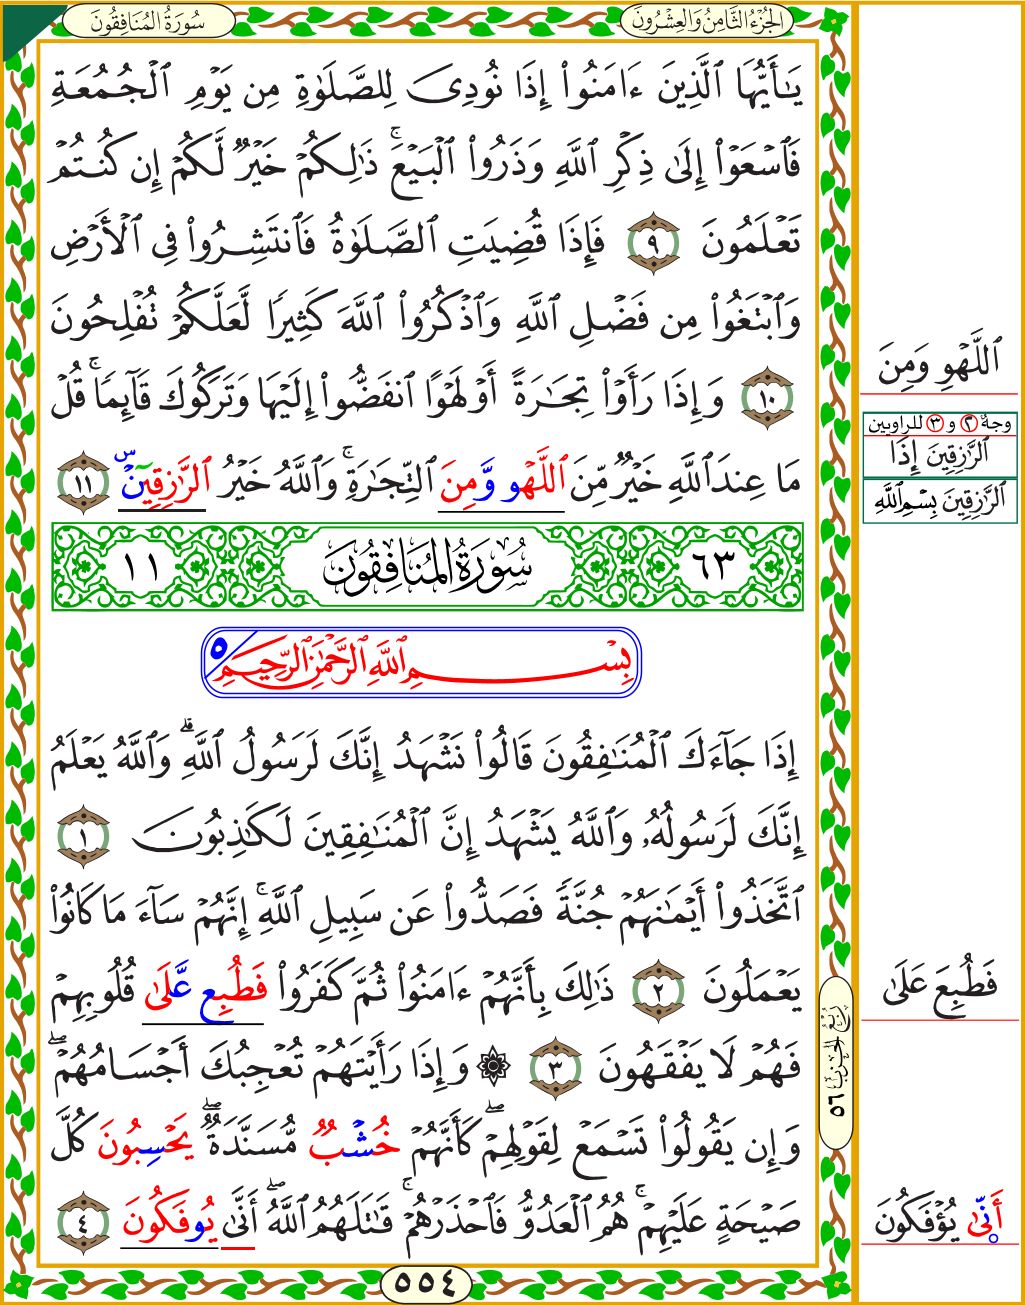 الجُزْءُ الثَّامِنُ وَالعِشْرُونَ
سُورَةُ المُنَافِقُونَ
يَٰٓأَيُّهَا ٱلَّذِينَ ءَامَنُوٓا۟ إِذَا نُودِىَ لِلصَّلَوٰةِ مِن يَوْمِ ٱلْجُمُعَةِ
فَٱسْعَوْا۟ إِلَىٰ ذِكْرِ ٱللَّهِ وَذَرُوا۟ ٱلْبَيْعَ ۚ ذَٰلِكُمْ خَيْرٌ لَّكُمْ إِن كُنتُمْ
تَعْلَمُونَ ٩ فَإِذَا قُضِيَتِ ٱلصَّلَوٰةُ فَٱنتَشِرُوا۟ فِى ٱلْأَرْضِ
وَٱبْتَغُوا۟ مِن فَضْلِ ٱللَّهِ وَٱذْكُرُوا۟ ٱللَّهَ كَثِيرًا لَّعَلَّكُمْ تُفْلِحُونَ
١٠ وَإِذَا رَأَوْا۟ تِجَٰرَةً أَوْ لَهْوًا ٱنفَضُّوٓا۟ إِلَيْهَا وَتَرَكُوكَ قَآئِمًا ۚ قُلْ
مَا عِندَ ٱللَّهِ خَيْرٌ مِّنَ ٱللَّهْو وَّمِنَ ٱلتِّجَٰرَةِ ۚ وَٱللَّهُ خَيْرُ ٱلرَّٰزِقِينَ ١١
ٱللَّهْوِ وَمِنَ
وجهٌ ٢ و ٣ للراويين
ٱلرَّٰزِقِينَ إِذَا
ٱلرَّٰزِقِينَ بِسْمِ ٱللَّهِ
٦٣ سُورَةُ المُنَافِقُونَ ١١
بِسْمِ ٱللَّهِ ٱلرَّحْمَٰنِ ٱلرَّحِيمِ ٥
إِذَا جَآءَكَ ٱلْمُنَٰفِقُونَ قَالُوا۟ نَشْهَدُ إِنَّكَ لَرَسُولُ ٱللَّهِ ۗ وَٱللَّهُ يَعْلَمُ
إِنَّكَ لَرَسُولُهُۥ وَٱللَّهُ يَشْهَدُ إِنَّ ٱلْمُنَٰفِقِينَ لَكَٰذِبُونَ ١
ٱتَّخَذُوٓا۟ أَيْمَٰنَهُمْ جُنَّةً فَصَدُّوا۟ عَن سَبِيلِ ٱللَّهِ ۚ إِنَّهُمْ سَآءَ مَا كَانُوا۟
يَعْمَلُونَ ٢ ذَٰلِكَ بِأَنَّهُمْ ءَامَنُوا۟ ثُمَّ كَفَرُوا۟ فَطُبِع عَّلَىٰ قُلُوبِهِمْ
فَطُبِعَ عَلَىٰ
فَهُمْ لَا يَفْقَهُونَ ٣ ۞ وَإِذَا رَأَيْتَهُمْ تُعْجِبُكَ أَجْسَامُهُمْ ۖ
رُبْعُ الحِزْب ٥٦
وَإِن يَقُولُوا۟ تَسْمَعْ لِقَوْلِهِمْ ۖ كَأَنَّهُمْ خُشْبٌ مُّسَنَّدَةٌ ۖ يَحْسِبُونَ كُلَّ
صَيْحَةٍ عَلَيْهِمْ ۚ هُمُ ٱلْعَدُوُّ فَٱحْذَرْهُمْ ۚ قَٰتَلَهُمُ ٱللَّهُ ۖ أَنَّىٰ يُوفَكُونَ ٤
أَنَّىٰ يُؤْفَكُونَ
٥٥٤